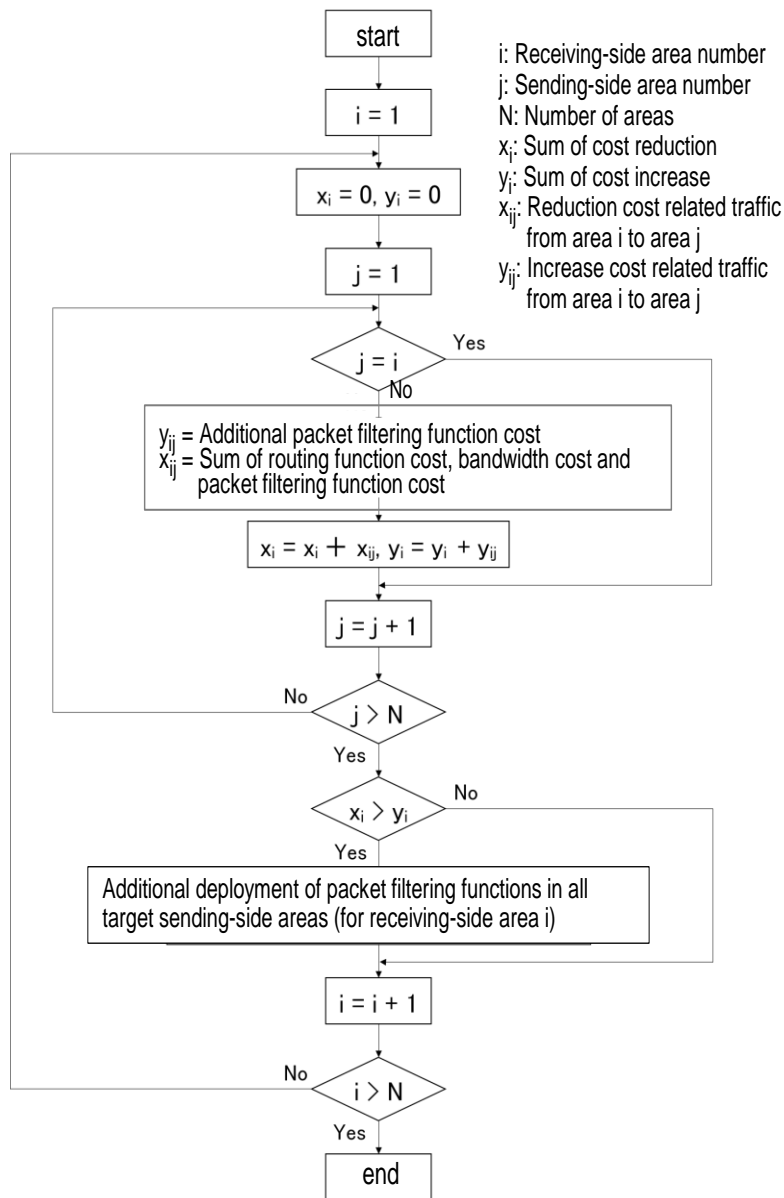 start
i: Receiving-side area number
j: Sending-side area number
N: Number of areas
xi: Sum of cost reduction
yi: Sum of cost increase
xij: Reduction cost related traffic
from area i to area j
yij: Increase cost related traffic
from area i to area j
i = 1
xi = 0, yi = 0
j = 1
j = i
Yes
No
yij = Additional packet filtering function cost
xij = Sum of routing function cost, bandwidth cost and
packet filtering function cost
xi = xi + xij, yi = yi + yij
j = j + 1
No
j > N
Yes
xi > yi
No
Yes
Additional deployment of packet filtering functions in all
target sending-side areas (for receiving-side area i)
i = i + 1
No
i > N
Yes
end